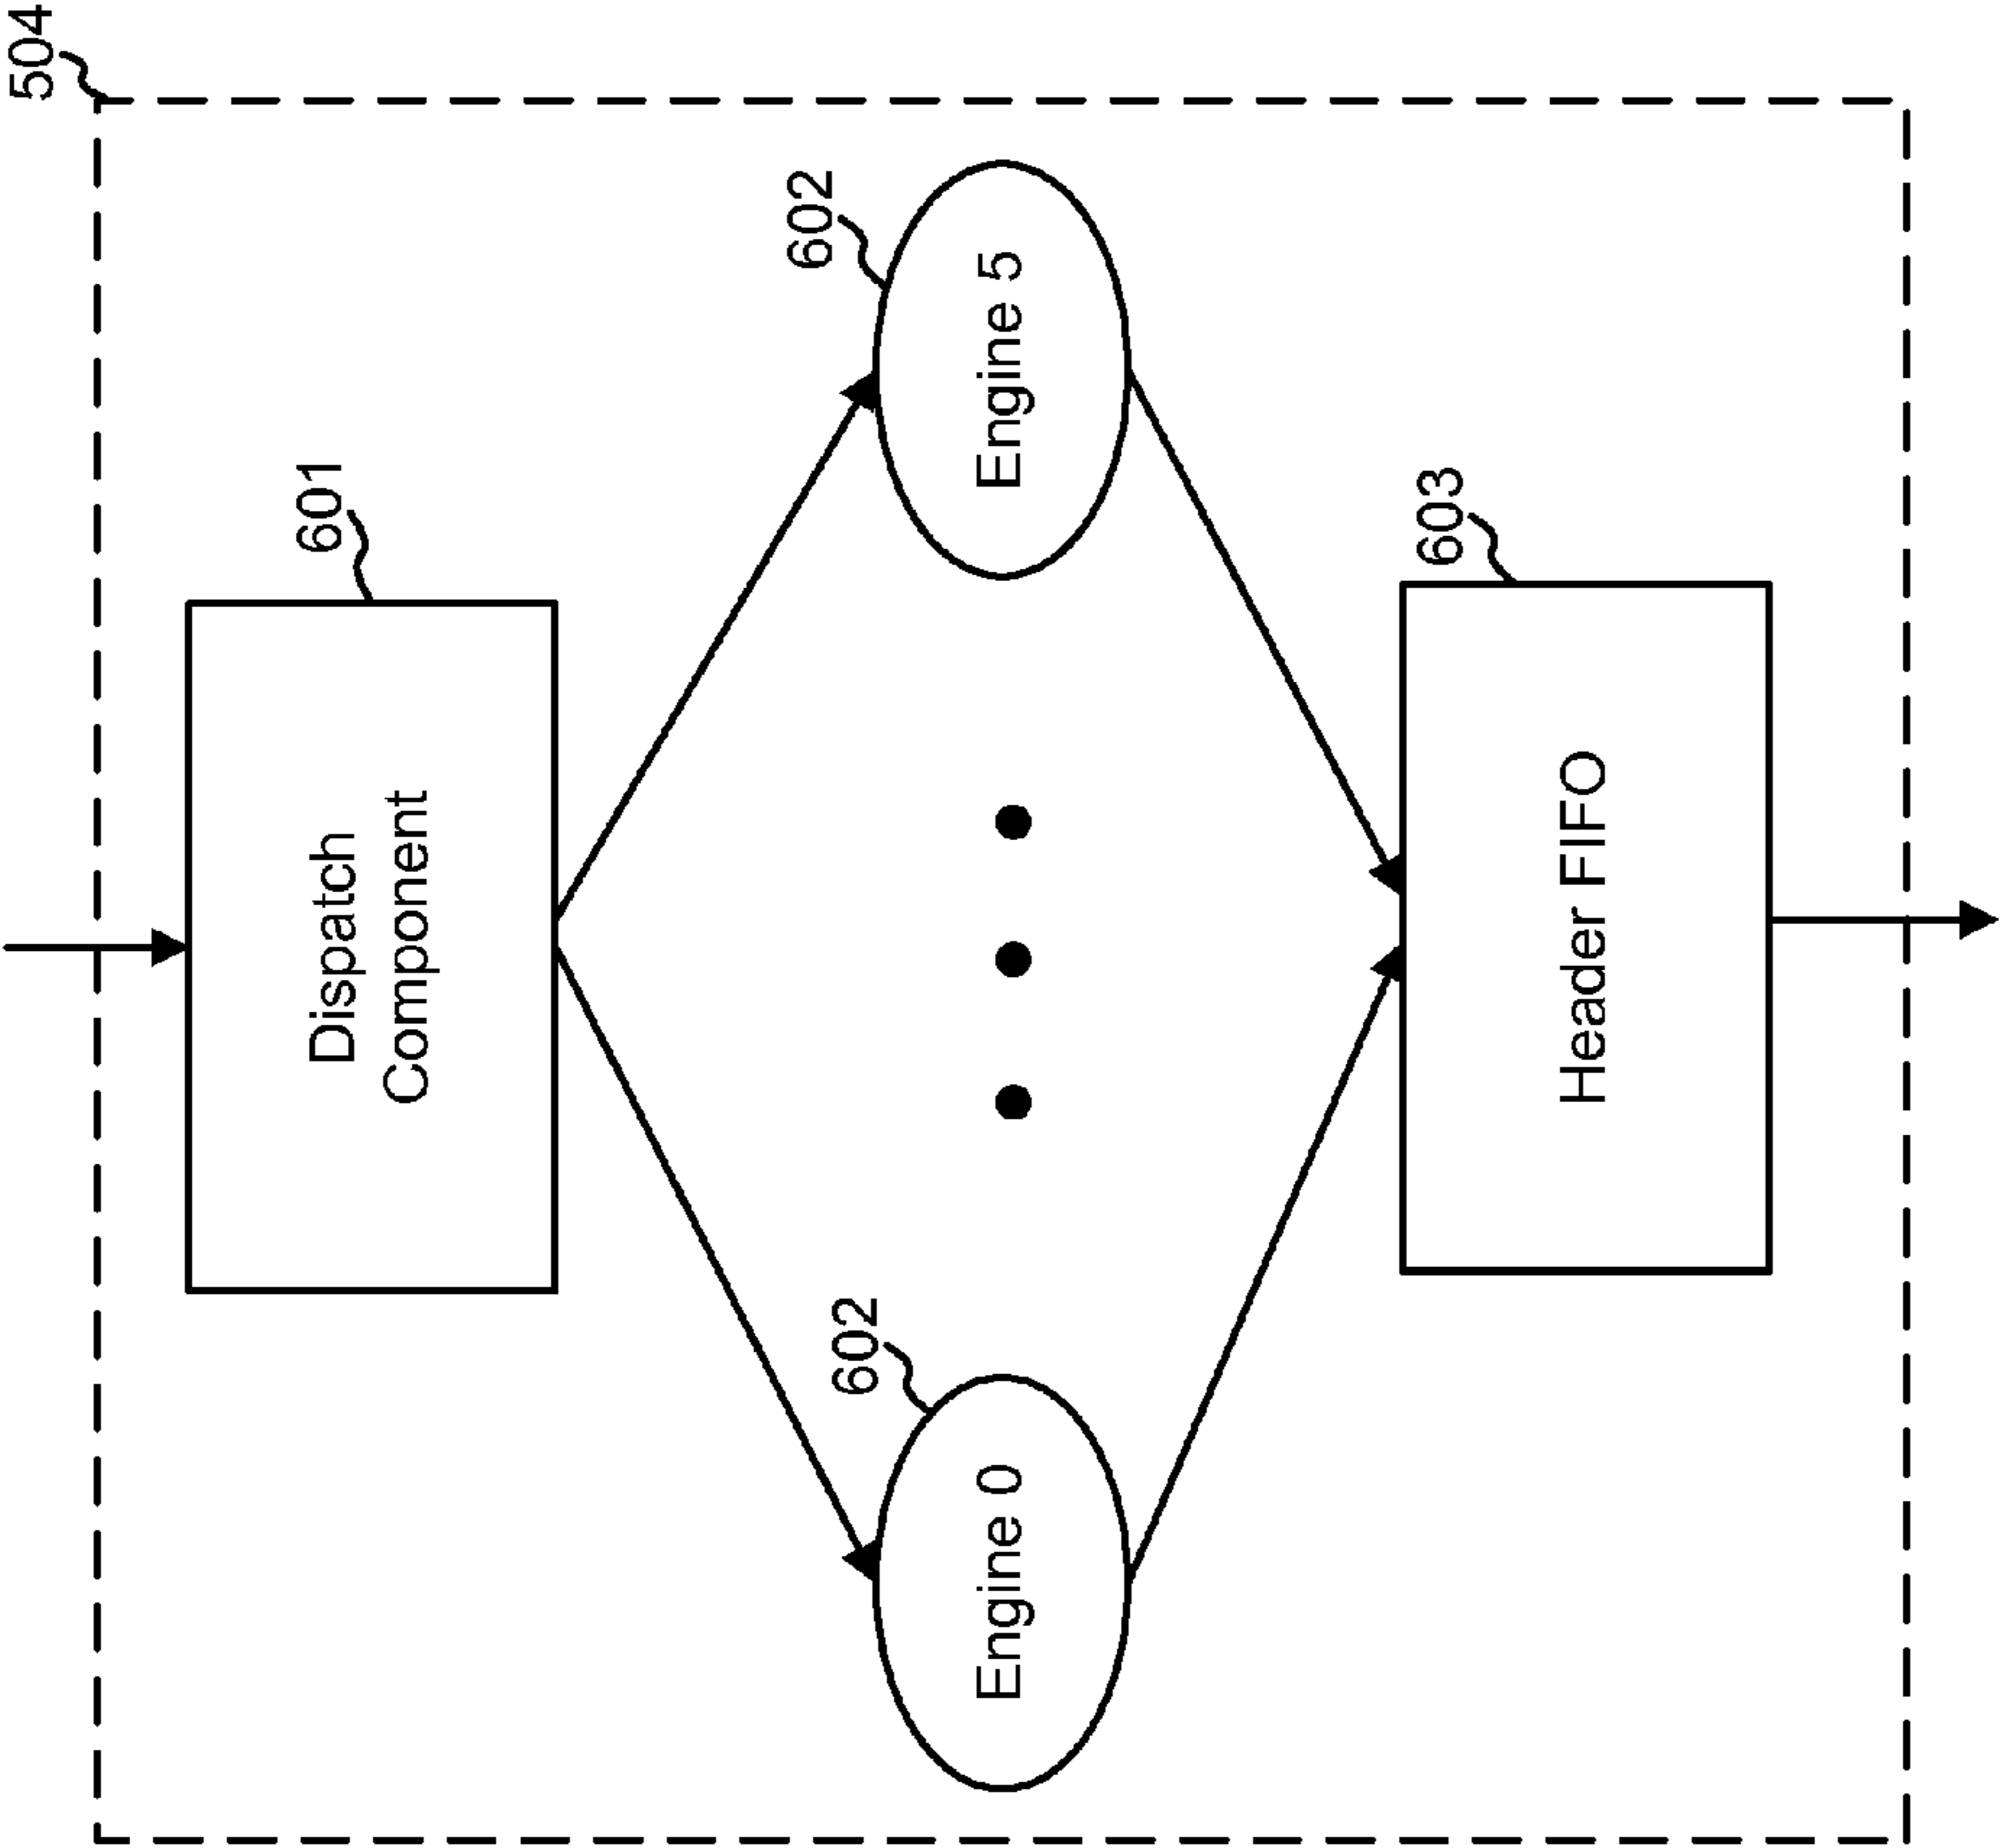 504
601
Dispatch
Component
602
602
Engine 0
Engine 5
603
Header FIFO